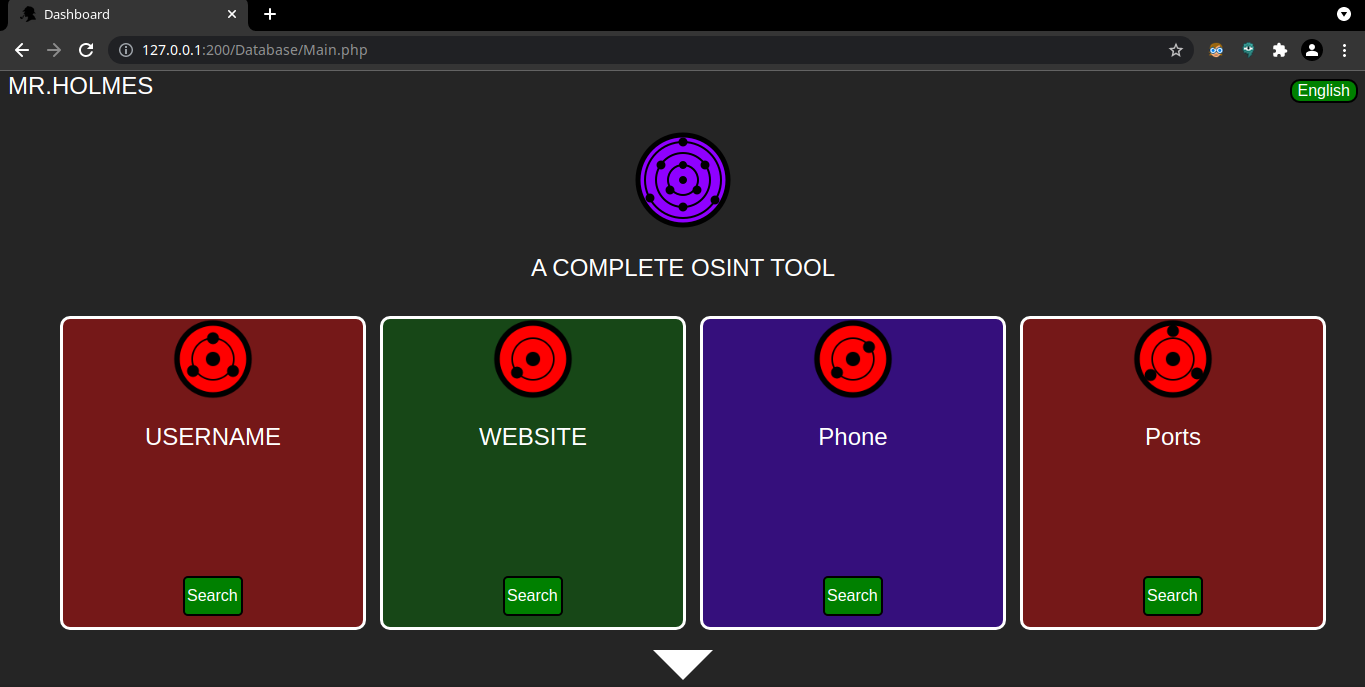 Dashboard
127.0.0.1:200/Database/Main.php
MR.HOLMES
English
A COMPLETE OSINT TOOL
USERNAME
WEBSITE
Phone
Ports
Search
Search
Search
Search